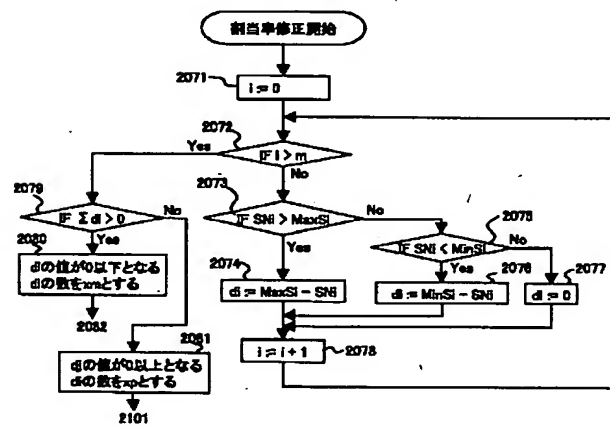 割当率修正開始
2071
i := 0
2072
Yes
IF i > m
No
2079
IF Σ di > 0
No
Yes
2073
IF SNi > MaxSi
No
Yes
2075
IF SNi < MinSi
No
Yes
2080
diの値が0以下となる
diの数をxmとする
2082
2074
di := MaxSi − SNi
2076
di := MinSi − SNi
2077
di := 0
2078
i := i + 1
2081
diの値が0以上となる
diの数をxpとする
2101